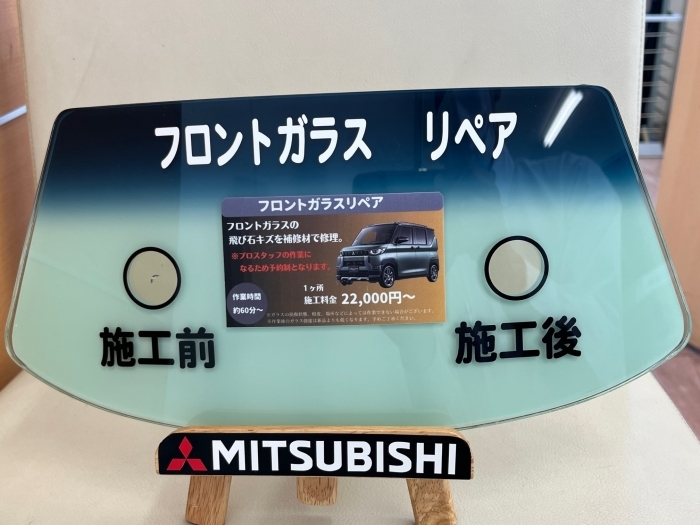 フロントガラス リペア
フロントガラスリペア
フロントガラスの
飛び石キズを補修材で修理。
※プロスタッフの作業に
なるため予約制となります。
作業時間
約60分~
1ヶ所
施工料金 22,000円~
施工前
施工後
MITSUBISHI